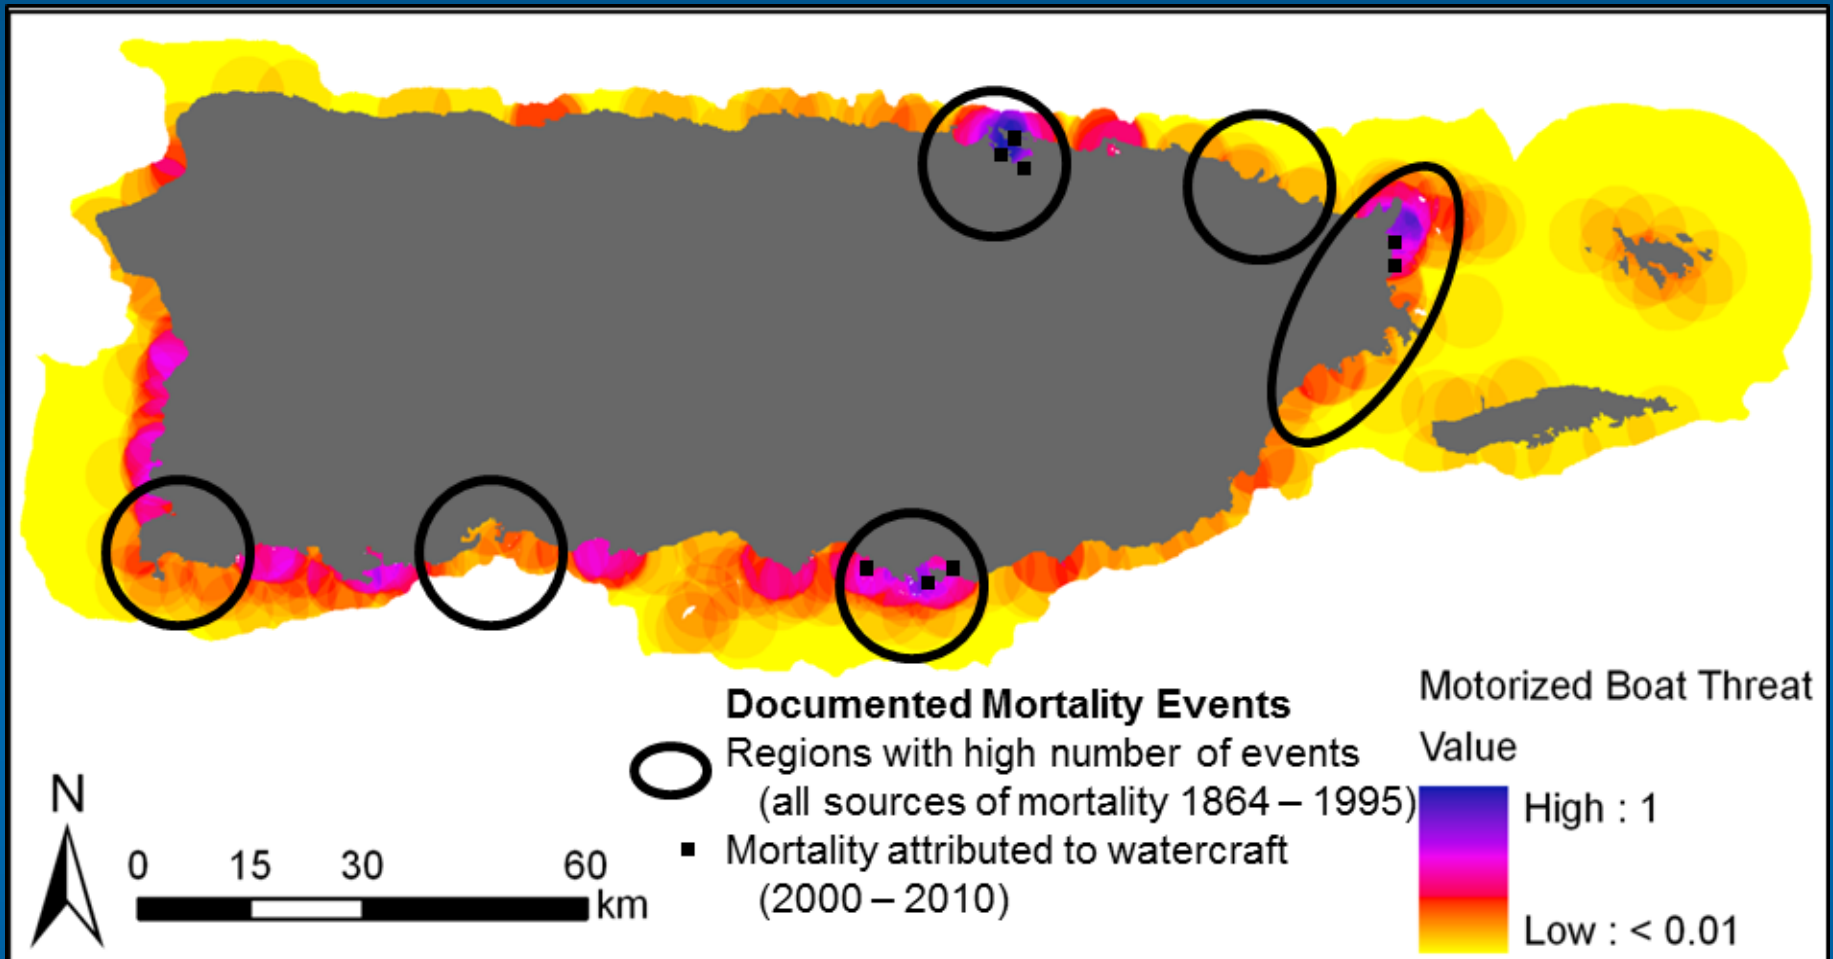 Documented Mortality Events
Regions with high number of events
(all sources of mortality 1864 – 1995)
Mortality attributed to watercraft
(2000 – 2010)
Motorized Boat Threat
Value
High : 1
Low : < 0.01
N
0 15 30 60
km